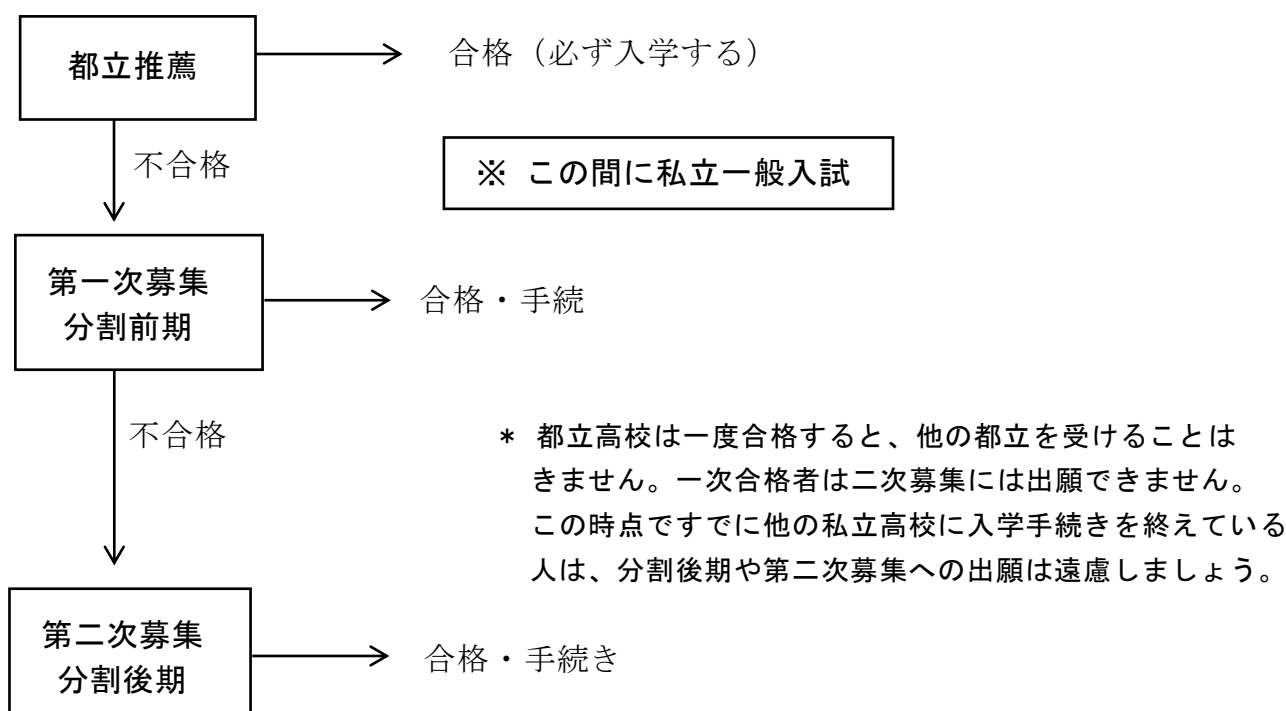 都立推薦
合格（必ず入学する）
不合格
※ この間に私立一般入試
第一次募集
分割前期
合格・手続
不合格
* 都立高校は一度合格すると、他の都立を受けることは
きません。一次合格者は二次募集には出願できません。
この時点ですでに他の私立高校に入学手続きを終えている
人は、分割後期や第二次募集への出願は遠慮しましょう。
第二次募集
分割後期
合格・手続き